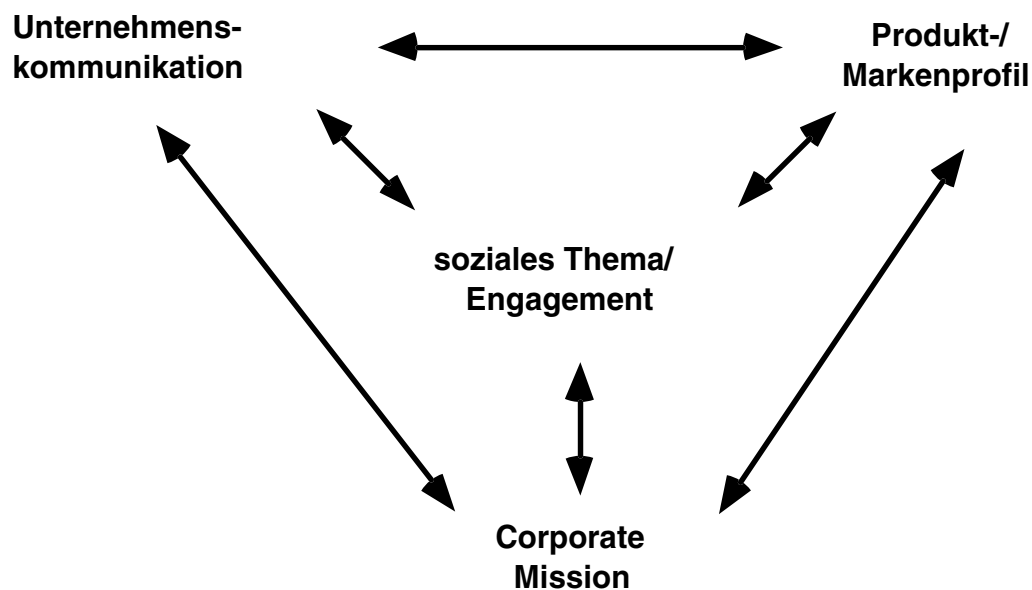 Unternehmens-
kommunikation
Produkt-/
Markenprofil
soziales Thema/
Engagement
Corporate
Mission